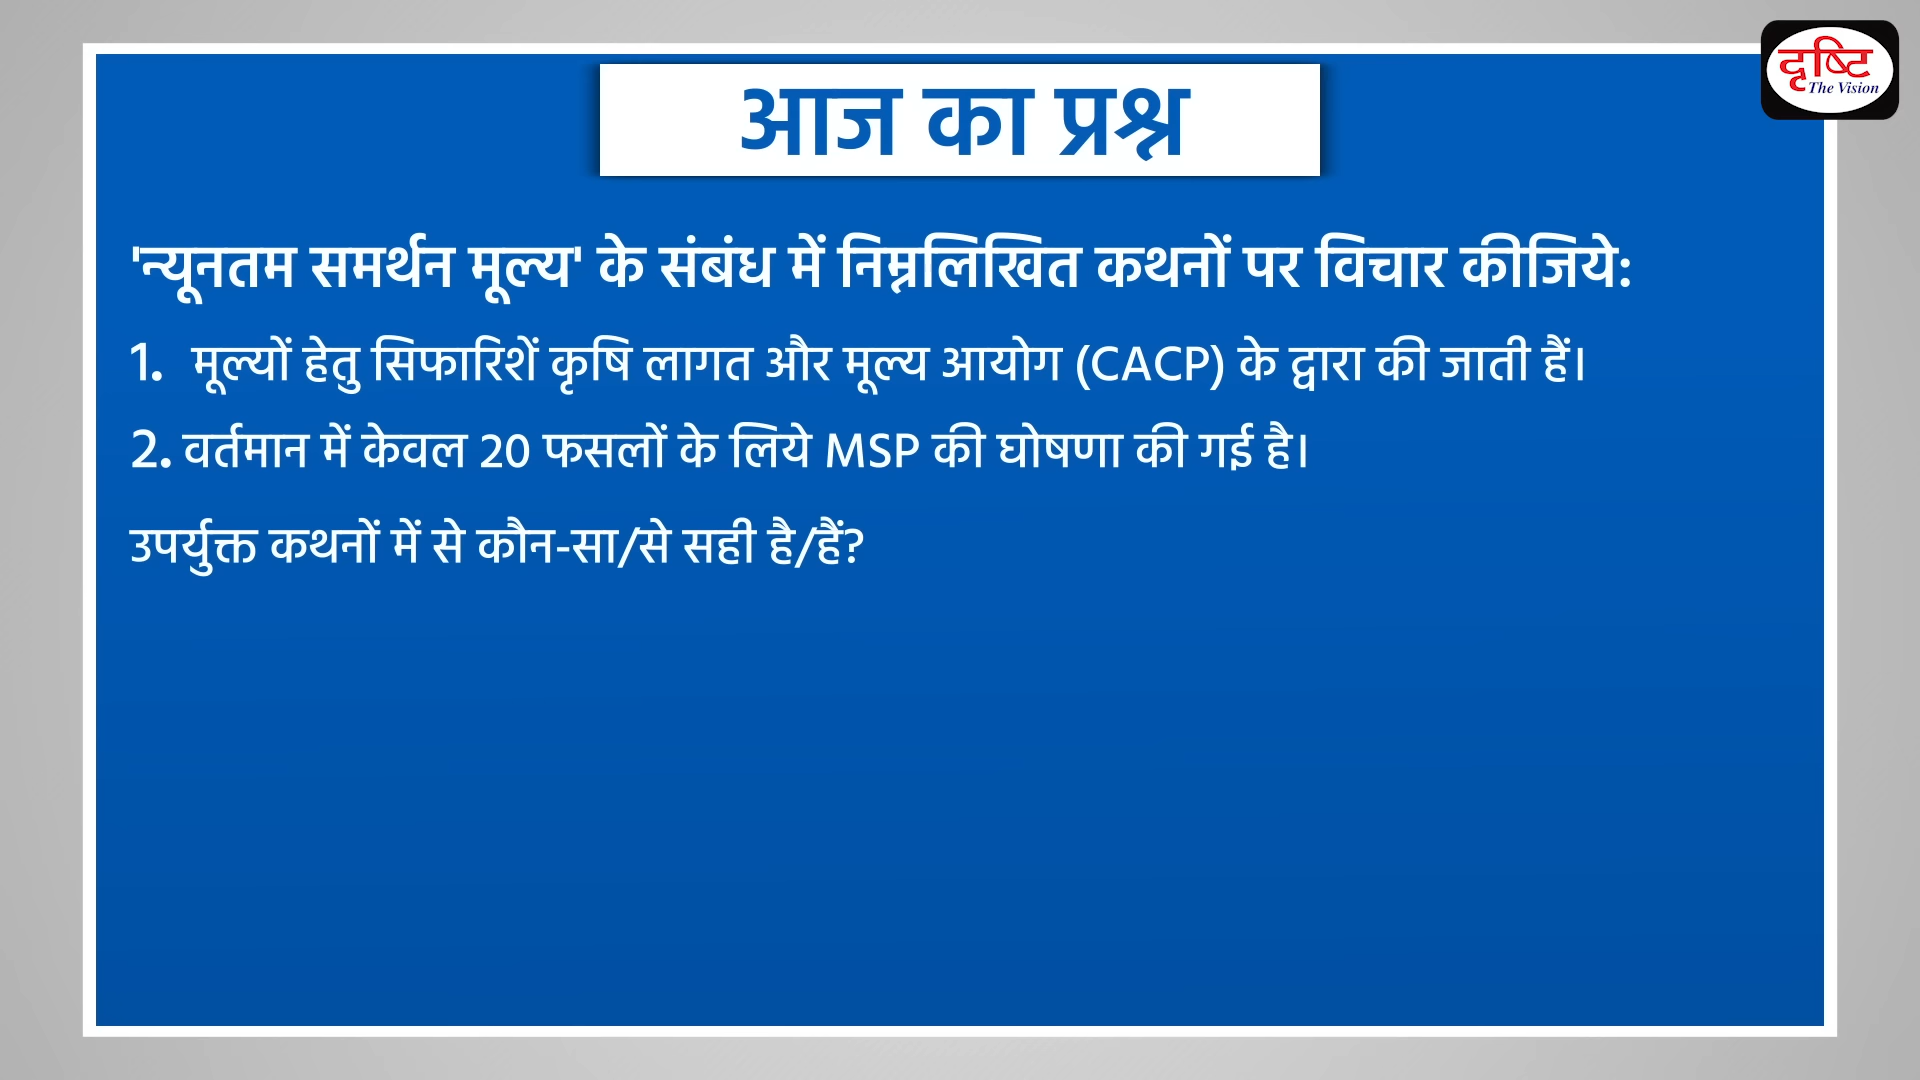 दृष्टि
The Vision
आज का प्रश्न
'न्यूनतम समर्थन मूल्य' के संबंध में निम्नलिखित कथनों पर विचार कीजिये:
1. मूल्यों हेतु सिफारिशें कृषि लागत और मूल्य आयोग (CACP) के द्वारा की जाती हैं।
2. वर्तमान में केवल 20 फसलों के लिये MSP की घोषणा की गई है।
उपर्युक्त कथनों में से कौन-सा/से सही है/हैं?